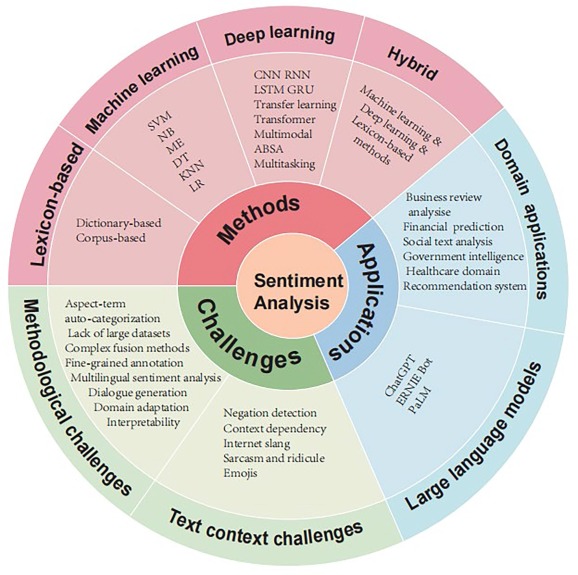 Sentiment
Analysis
Methods
Lexicon-based
Dictionary-based
Corpus-based
Machine learning
SVM
NB
ME
DT
KNN
LR
Deep learning
CNN RNN
LSTM GRU
Transfer learning
Transformer
Multimodal
ABSA
Multitasking
Hybrid
Machine learning &
Deep learning &
Lexicon-based
methods
Applications
Domain applications
Business review
analysise
Financial prediction
Social text analysis
Government intelligence
Healthcare domain
Recommendation system
Large language models
ChatGPT
ERNIE Bot
PaLM
Challenges
Text context challenges
Negation detection
Context dependency
Internet slang
Sarcasm and ridicule
Emojis
Methodological challenges
Aspect-term
auto-categorization
Lack of large datasets
Complex fusion methods
Fine-grained annotation
Multilingual sentiment analysis
Dialogue generation
Domain adaptation
Interpretability